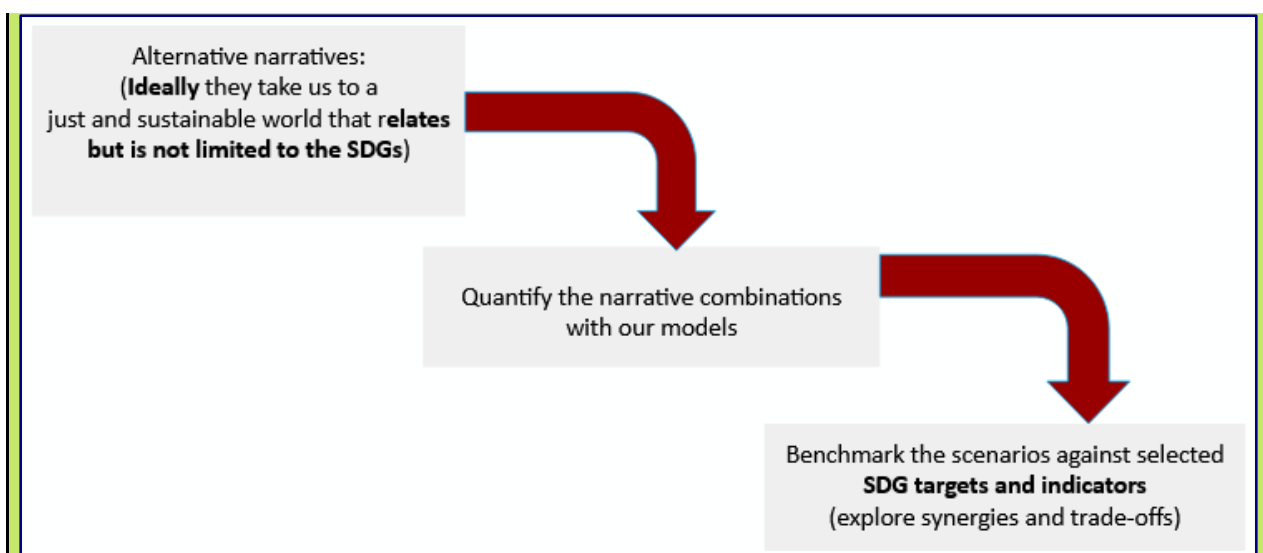 Alternative narratives:
(Ideally they take us to a
just and sustainable world that relates
but is not limited to the SDGs)
Quantify the narrative combinations
with our models
Benchmark the scenarios against selected
SDG targets and indicators
(explore synergies and trade-offs)